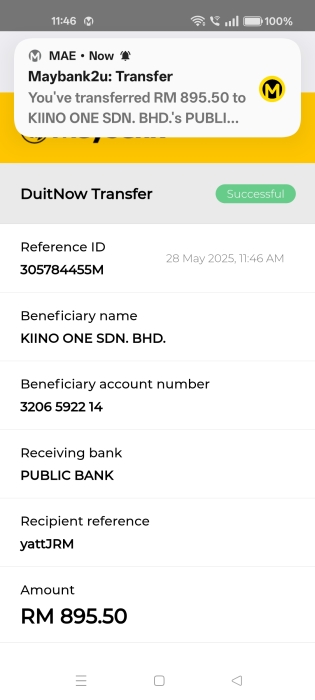 11:46
100%
MAE • Now
Maybank2u: Transfer
You've transferred RM 895.50 to
KIINO ONE SDN. BHD.'s PUBLI...
DuitNow Transfer
Successful
Reference ID
305784455M
28 May 2025, 11:46 AM
Beneficiary name
KIINO ONE SDN. BHD.
Beneficiary account number
3206 5922 14
Receiving bank
PUBLIC BANK
Recipient reference
yattJRM
Amount
RM 895.50